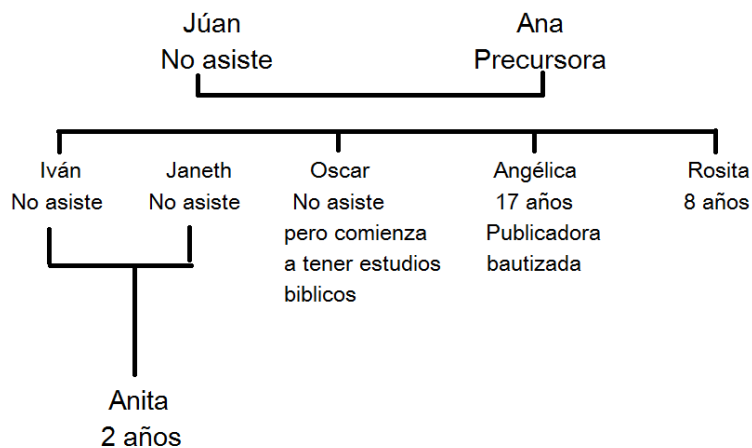 Júan
No asiste
Ana
Precursora
Iván
No asiste
Janeth
No asiste
Oscar
No asiste
pero comienza
a tener estudios
biblicos
Angélica
17 años
Publicadora
bautizada
Rosita
8 años
Anita
2 años